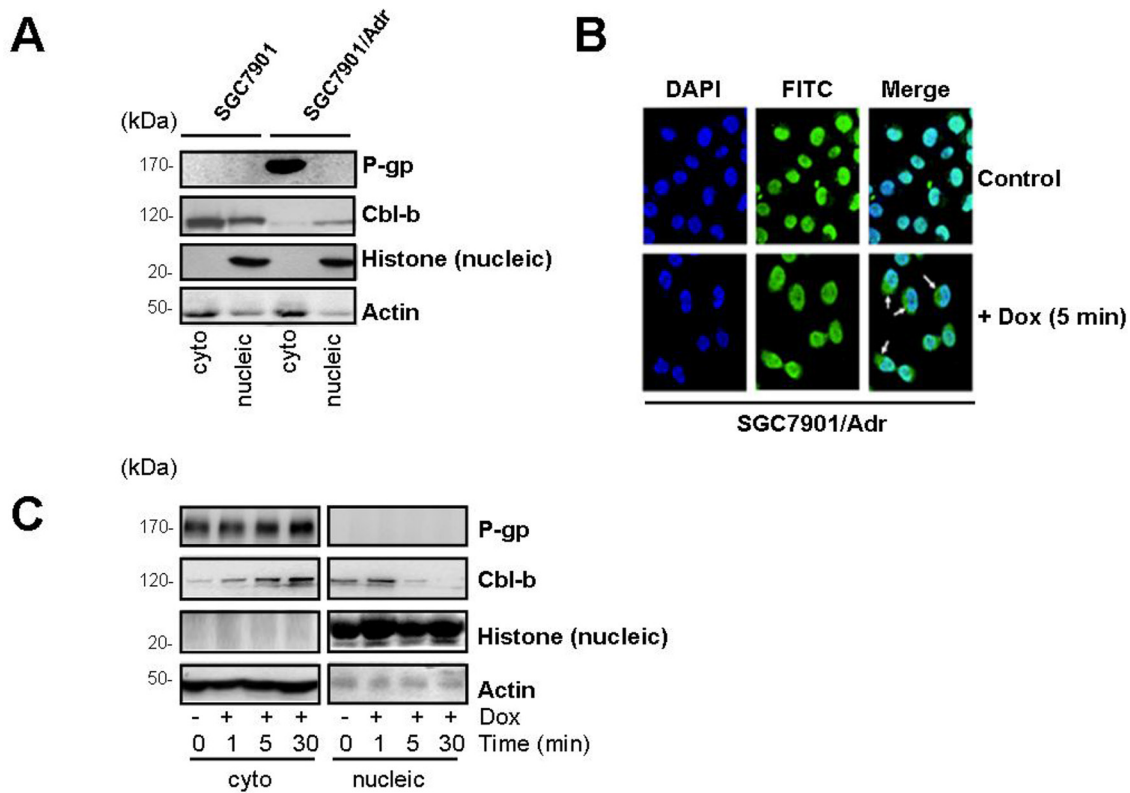 A
SGC7901
SGC7901/Adr
(kDa)
170- P-gp
120- Cbl-b
20- Histone (nucleic)
50- Actin
cyto nucleic cyto nucleic
B
DAPI FITC Merge
Control
+ Dox (5 min)
SGC7901/Adr
C
(kDa)
170- P-gp
120- Cbl-b
20- Histone (nucleic)
50- Actin
- + + + - + + + Dox
0 1 5 30 0 1 5 30 Time (min)
cyto nucleic